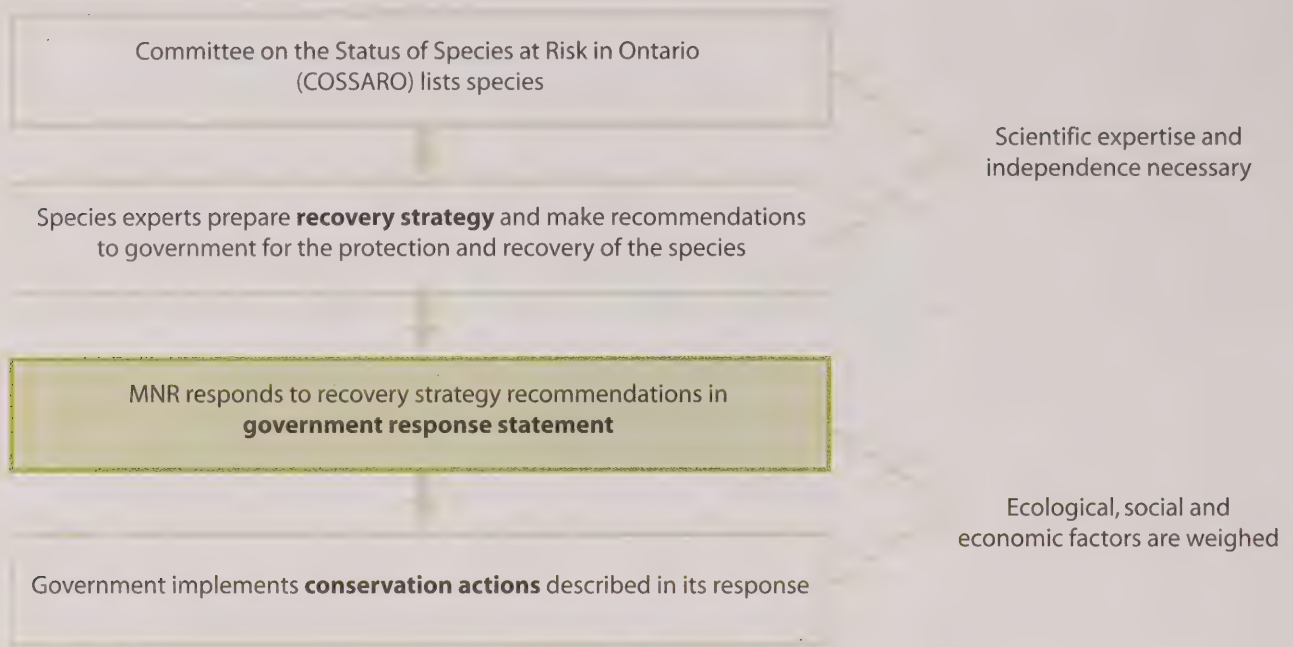 Committee on the Status of Species at Risk in Ontario
(COSSARO) lists species
Scientific expertise and
independence necessary
Species experts prepare recovery strategy and make recommendations
to government for the protection and recovery of the species
MNR responds to recovery strategy recommendations in
government response statement
Ecological, social and
economic factors are weighed
Government implements conservation actions described in its response